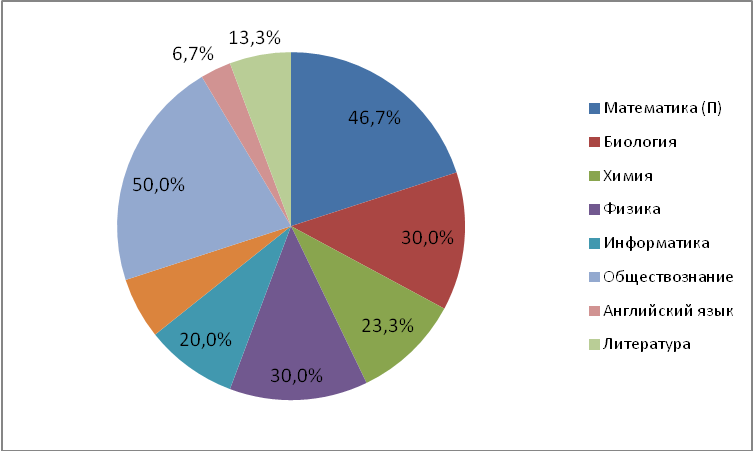 13,3%
6,7%
46,7%
50,0%
30,0%
23,3%
20,0%
30,0%
Математика (П)
Биология
Химия
Физика
Информатика
Обществознание
Английский язык
Литература